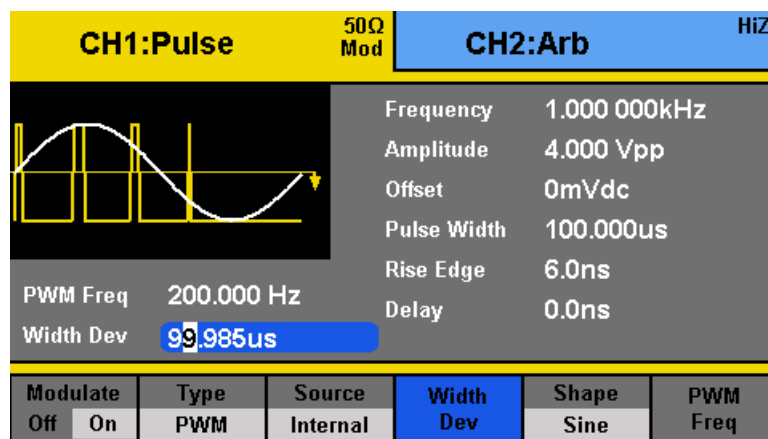 CH1:Pulse
50Ω
Mod
CH2:Arb
HiZ
Frequency 1.000 000kHz
Amplitude 4.000 Vpp
Offset 0mVdc
Pulse Width 100.000us
Rise Edge 6.0ns
Delay 0.0ns
PWM Freq 200.000 Hz
Width Dev 99.985us
Modulate Type Source Width Shape PWM
Off On PWM Internal Dev Sine Freq